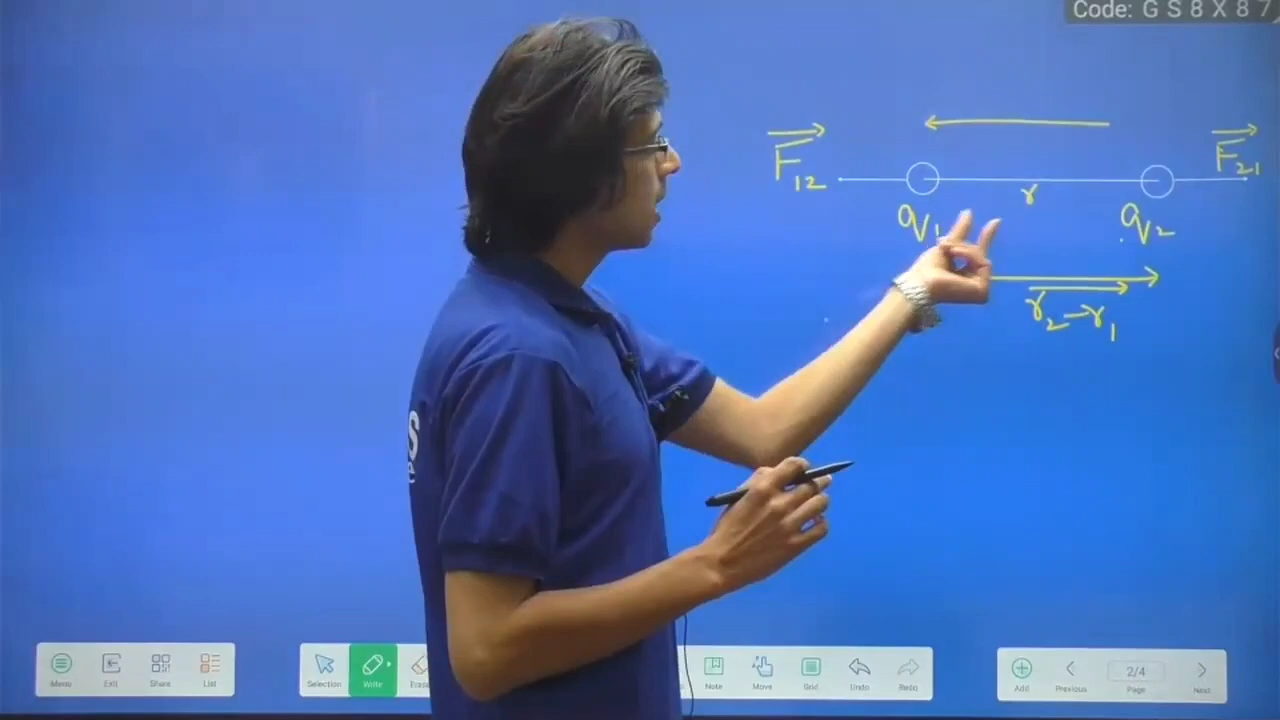 Code: G S 8 X 8 7
F₁₂
F₂₁
r
q₁
q₂
r₂ - r₁
S
e
Menu Exit Share List
Selection Write Note Move Grid Undo Redo
Add Previous 2/4 Page Next